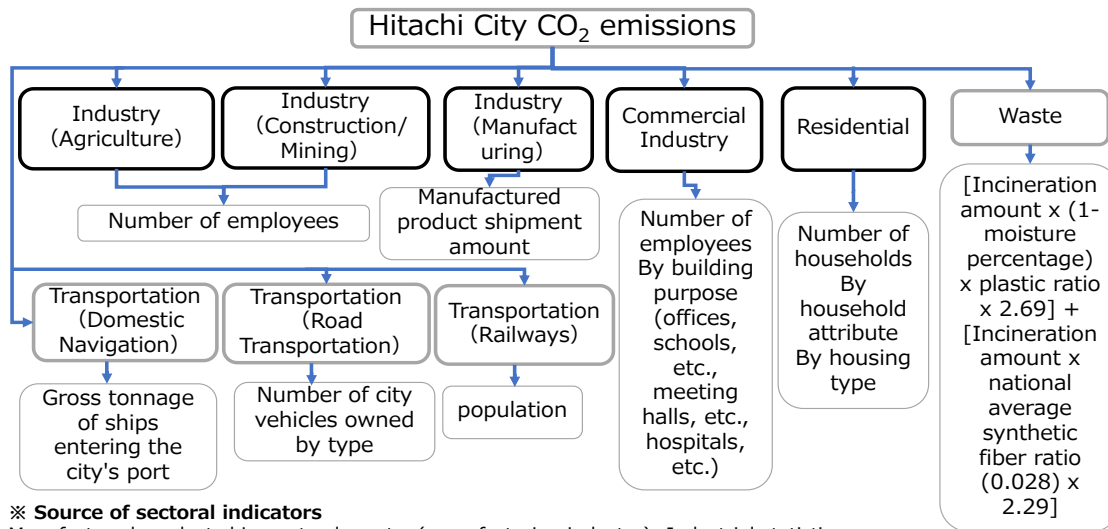 Hitachi City CO₂ emissions
Industry
（Agriculture）
Industry
（Construction/
Mining）
Industry
（Manufact
uring）
Commercial
Industry
Residential
Waste
Number of employees
Manufactured
product shipment
amount
Number of
employees
By building
purpose
(offices,
schools,
etc.,
meeting
halls, etc.,
hospitals,
etc.)
Number of
households
By
household
attribute
By housing
type
[Incineration
amount x (1-
moisture
percentage)
x plastic ratio
x 2.69] +
[Incineration
amount x
national
average
synthetic
fiber ratio
(0.028) x
2.29]
Transportation
（Domestic
Navigation）
Transportation
（Road
Transportation）
Transportation
（Railways）
Gross tonnage
of ships
entering the
city's port
Number of city
vehicles owned
by type
population
※ Source of sectoral indicators